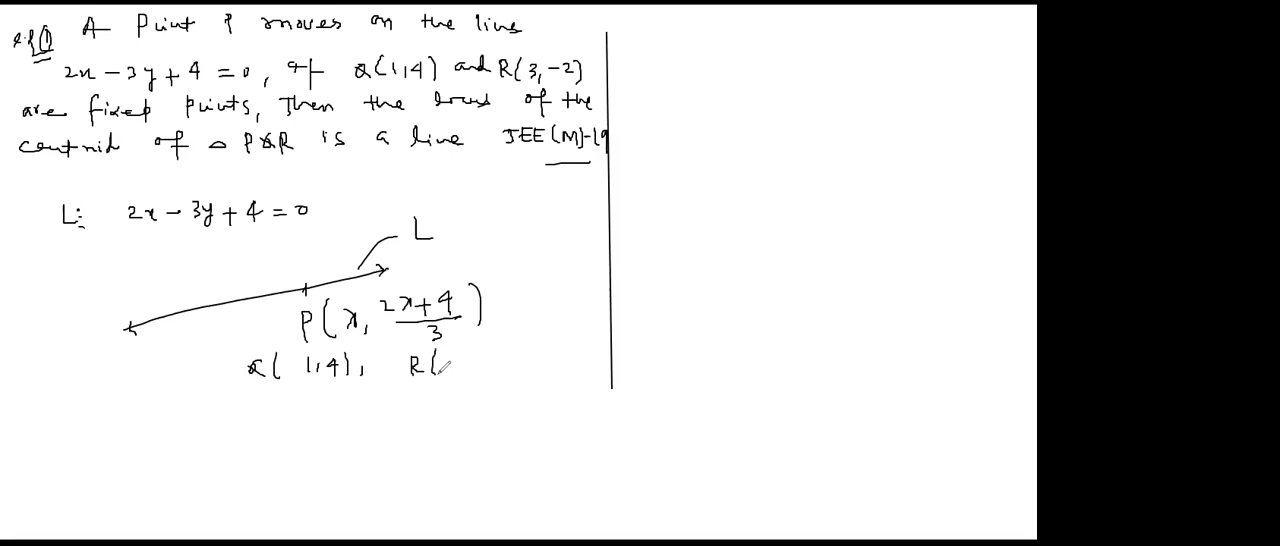 Q.(1) A Point P moves on the line
2x - 3y + 4 = 0, if Q(1,4) and R(3,-2)
are fixed points, Then the locus of the
centroid of △ PQR is a line JEE(M)-19
L: 2x - 3y + 4 = 0
L
P(λ, (2λ+4)/3)
Q( 1,4), R(